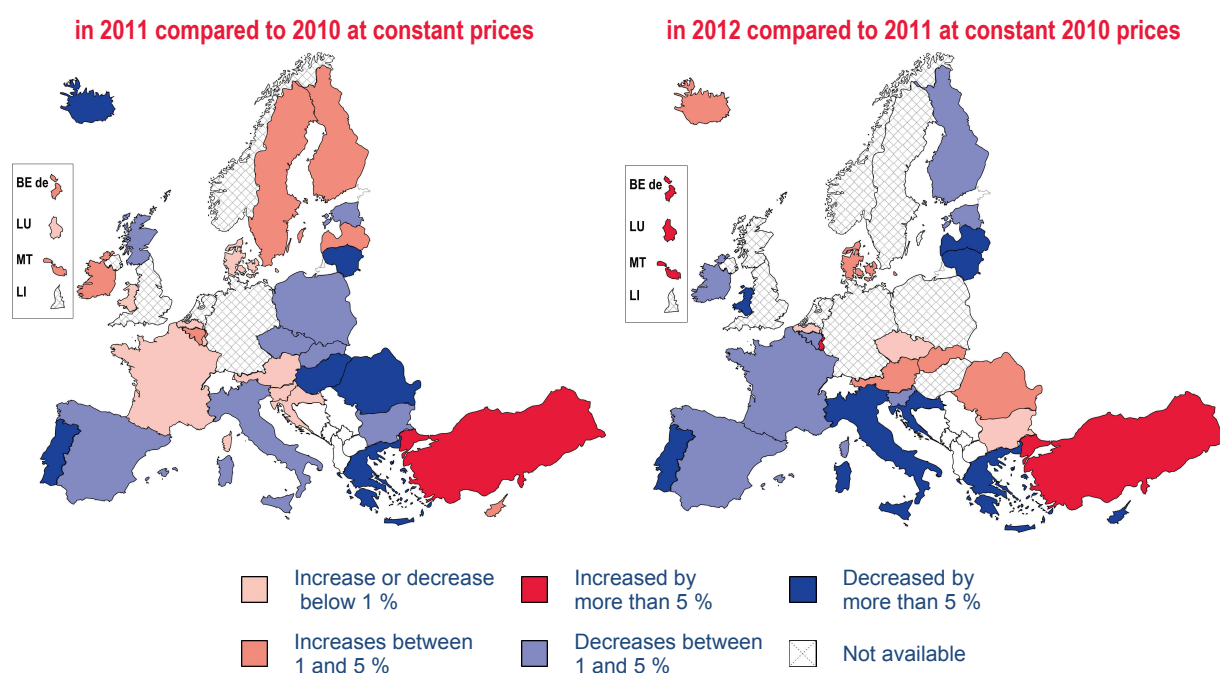 in 2011 compared to 2010 at constant prices
in 2012 compared to 2011 at constant 2010 prices
BE de
LU
MT
LI
BE de
LU
MT
LI
Increase or decrease
below 1 %
Increased by
more than 5 %
Decreased by
more than 5 %
Increases between
1 and 5 %
Decreases between
1 and 5 %
Not available